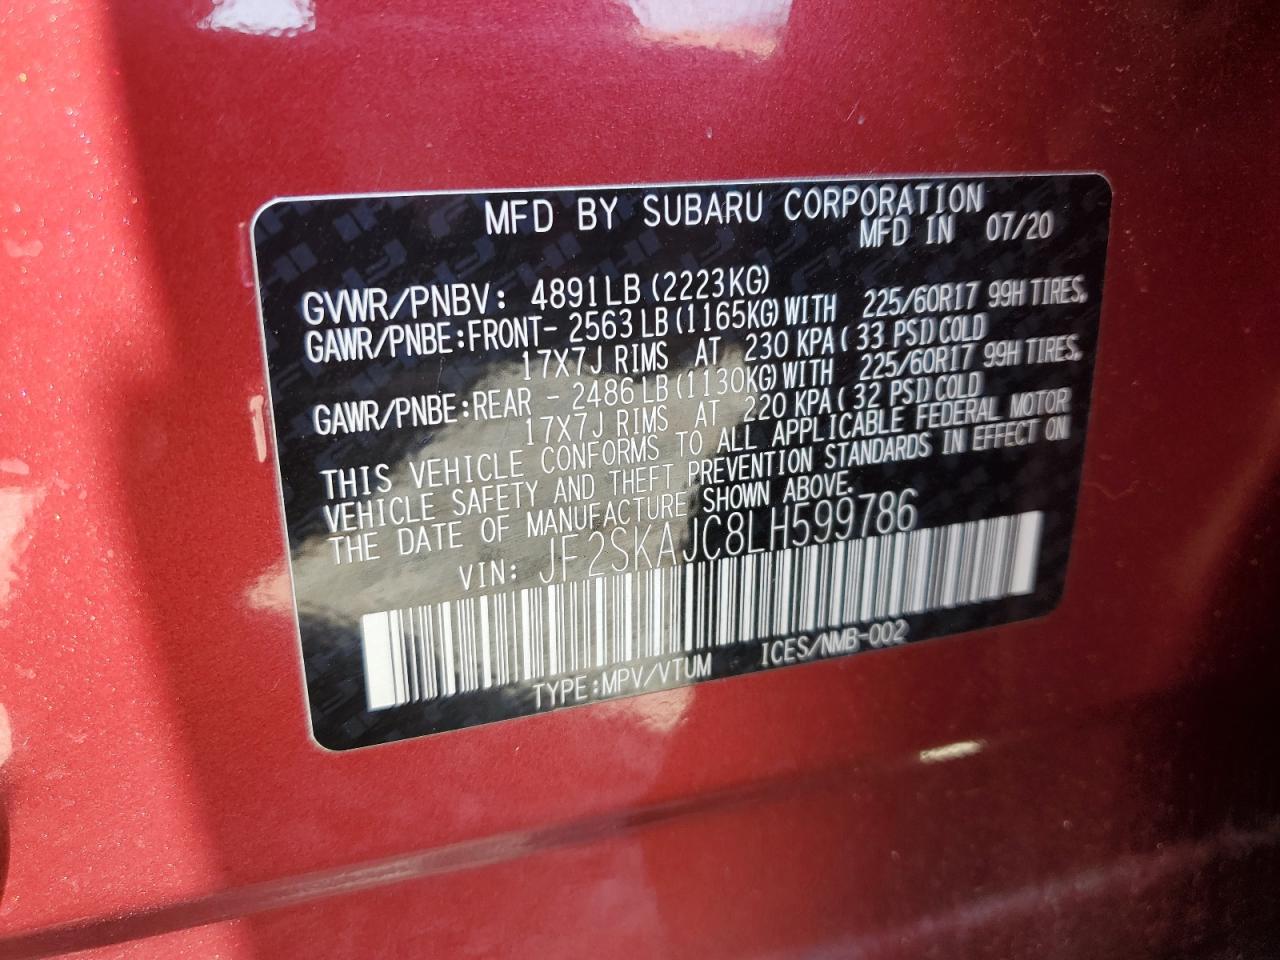 MFD BY SUBARU CORPORATION
MFD IN 07/20
GVWR/PNBV: 4891LB (2223KG)
GAWR/PNBE:FRONT- 2563 LB (1165KG) WITH 225/60R17 99H TIRES,
17X7J RIMS AT 230 KPA ( 33 PSI) COLD
GAWR/PNBE:REAR - 2486 LB (1130KG) WITH 225/60R17 99H TIRES,
17X7J RIMS AT 220 KPA ( 32 PSI) COLD
THIS VEHICLE CONFORMS TO ALL APPLICABLE FEDERAL MOTOR
VEHICLE SAFETY AND THEFT PREVENTION STANDARDS IN EFFECT ON
THE DATE OF MANUFACTURE SHOWN ABOVE.
VIN: JF2SKAJC8LH599786
TYPE:MPV/VTUM ICES/NMB-002